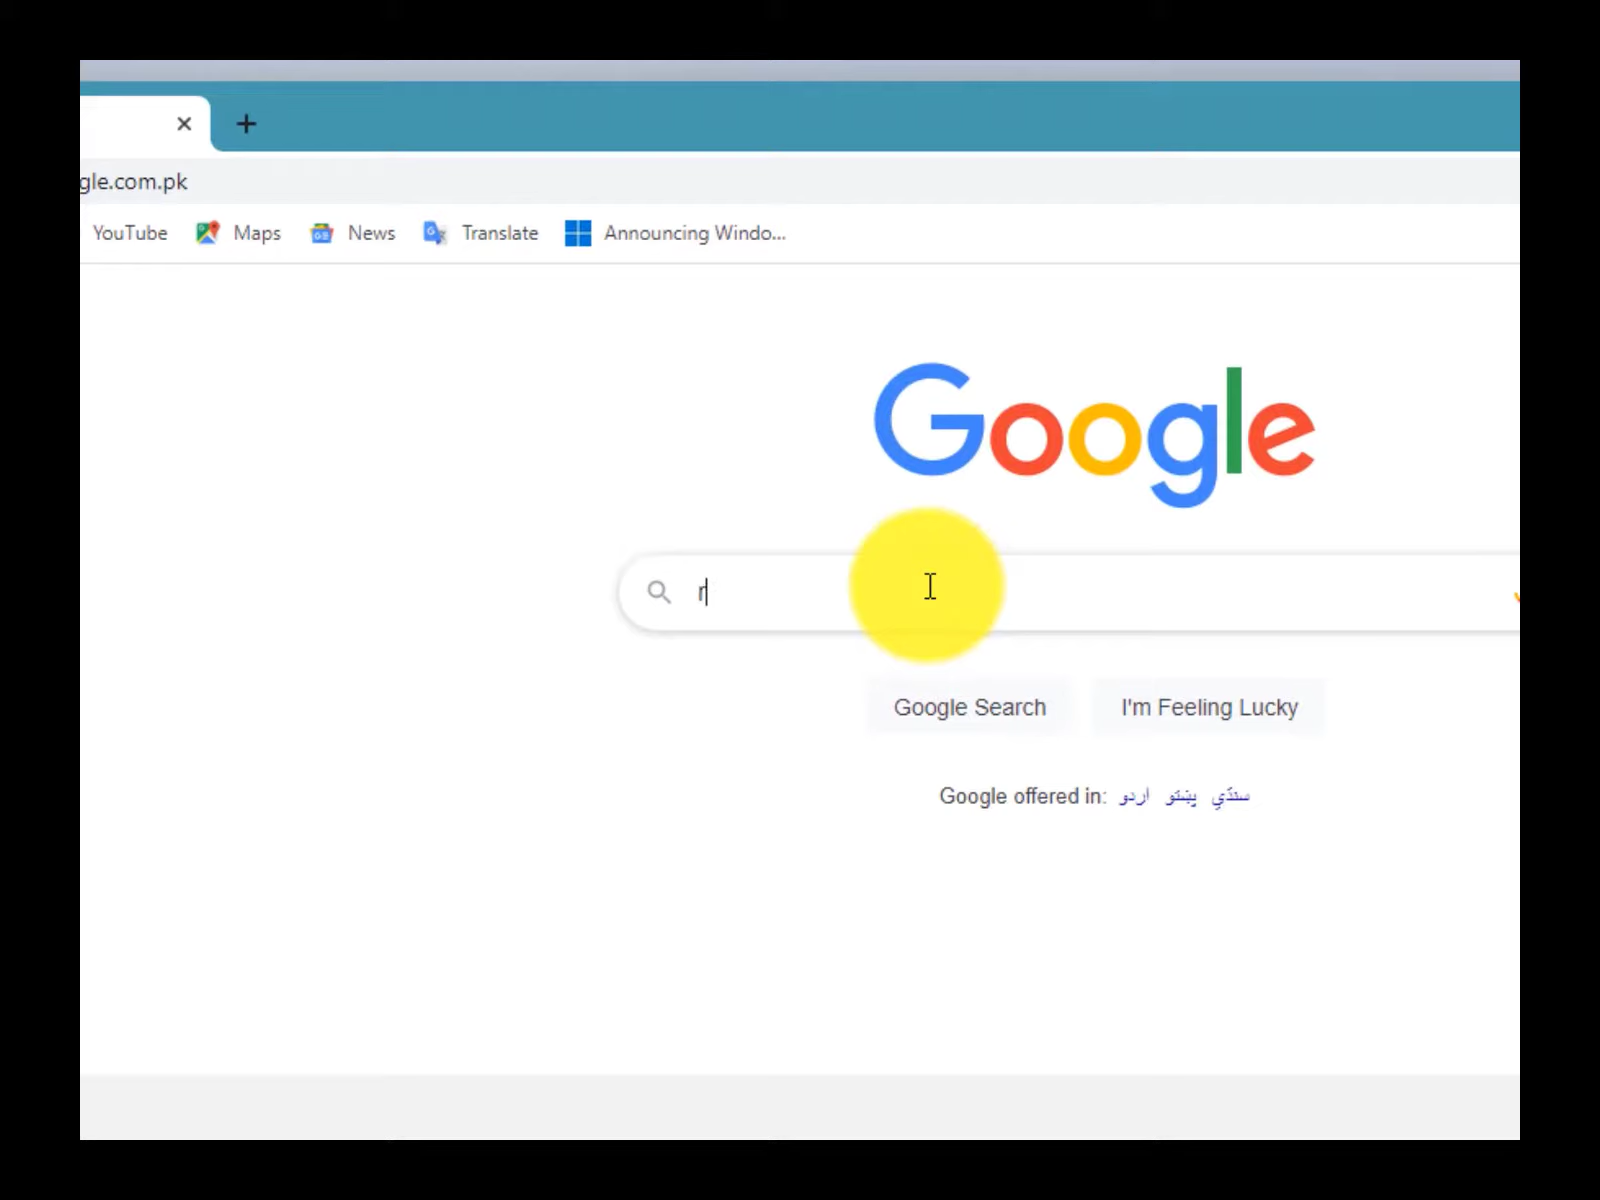 gle.com.pk
YouTube Maps News Translate Announcing Windo...
Google
r
Google Search I'm Feeling Lucky
Google offered in: اردو پښتو سنڌي